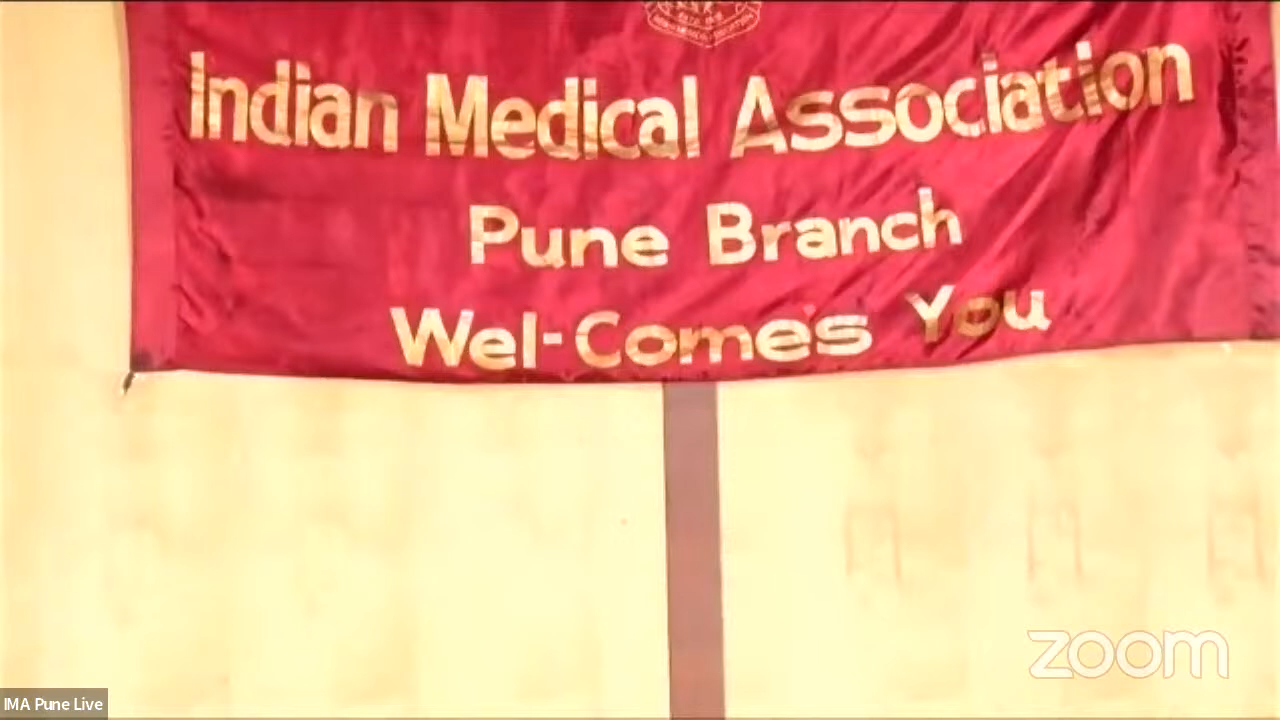 Indian Medical Association
Pune Branch
Wel-Comes You
zoom
IMA Pune Live